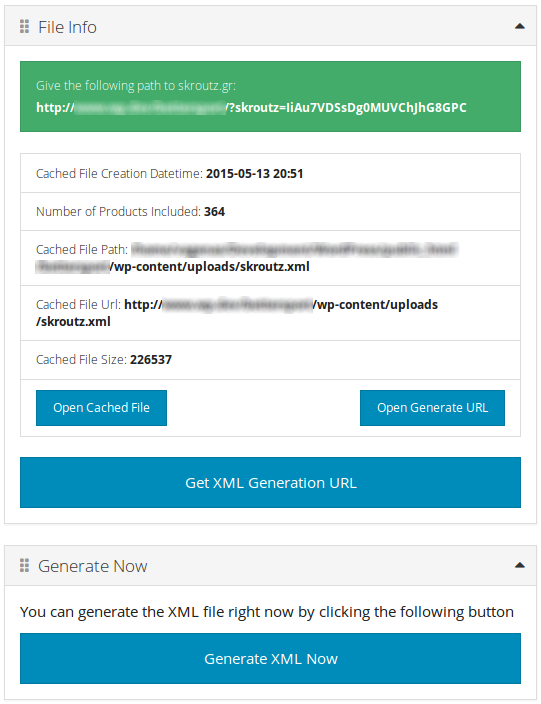 File Info
Give the following path to skroutz.gr:
http:// /?skroutz=IiAu7VDSsDg0MUVChJhG8GPC
Cached File Creation Datetime: 2015-05-13 20:51
Number of Products Included: 364
Cached File Path:
/wp-content/uploads/skroutz.xml
Cached File Url: http:// /wp-content/uploads
/skroutz.xml
Cached File Size: 226537
Open Cached File
Open Generate URL
Get XML Generation URL
Generate Now
You can generate the XML file right now by clicking the following button
Generate XML Now